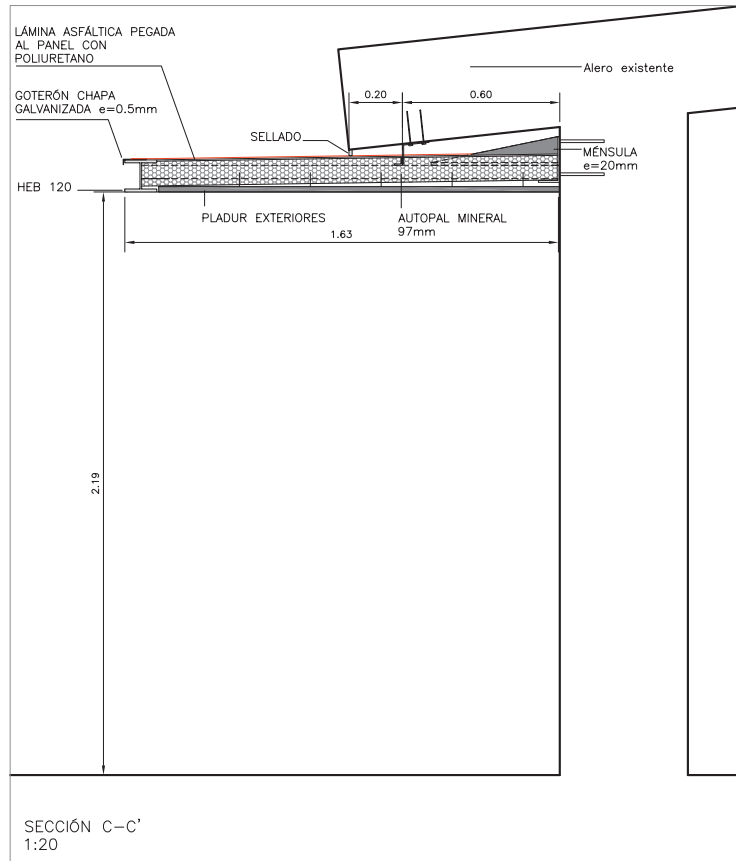 LÁMINA ASFÁLTICA PEGADA
AL PANEL CON
POLIURETANO
Alero existente
GOTERÓN CHAPA
GALVANIZADA e=0.5mm
0.20
0.60
SELLADO
MÉNSULA
e=20mm
HEB 120
PLADUR EXTERIORES
AUTOPAL MINERAL
97mm
1.63
2.19
SECCIÓN C-C'
1:20